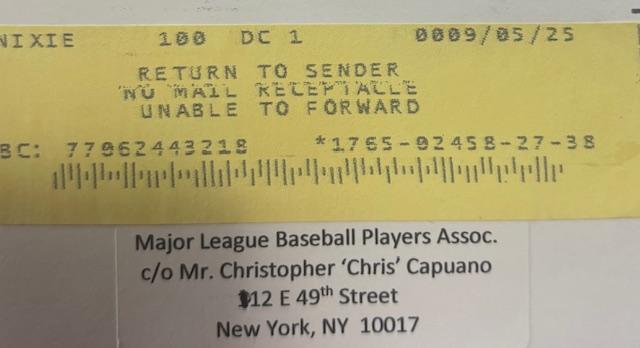 NIXIE 100 DC 1 0009/05/25
RETURN TO SENDER
NO MAIL RECEPTACLE
UNABLE TO FORWARD
BC: 77962443218 *1765-02458-27-38
Major League Baseball Players Assoc.
c/o Mr. Christopher ‘Chris’ Capuano
12 E 49th Street
New York, NY 10017